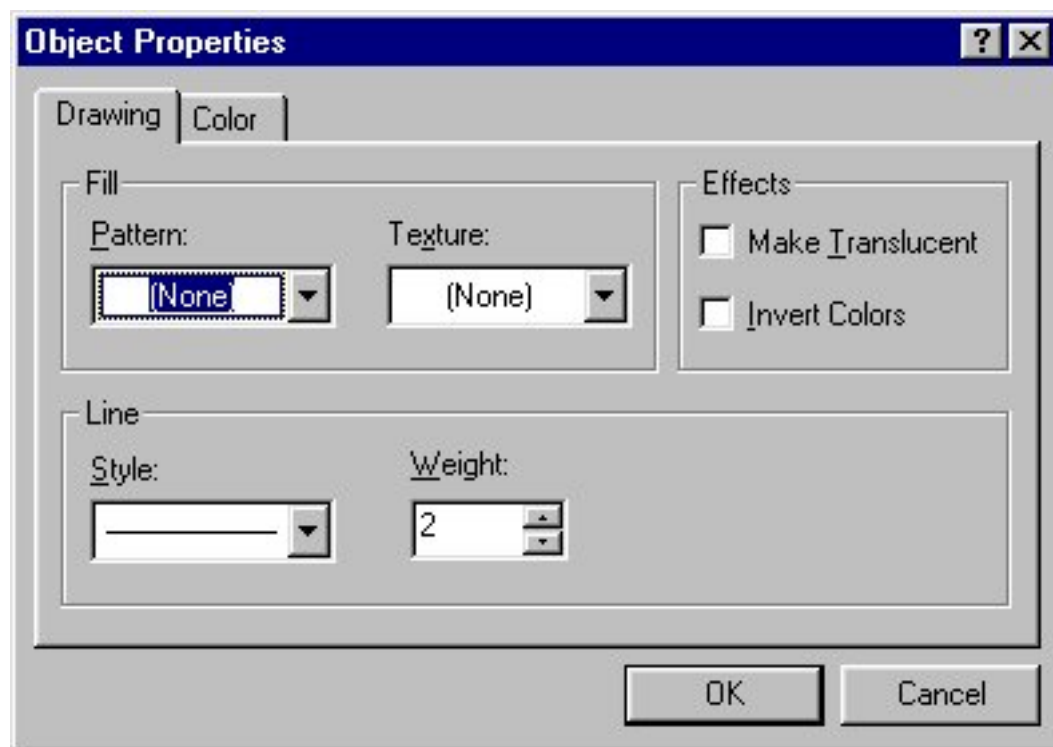 Object Properties
Drawing Color
Fill
Pattern: Texture:
(None) (None)
Effects
Make Translucent
Invert Colors
Line
Style: Weight:
2
OK Cancel